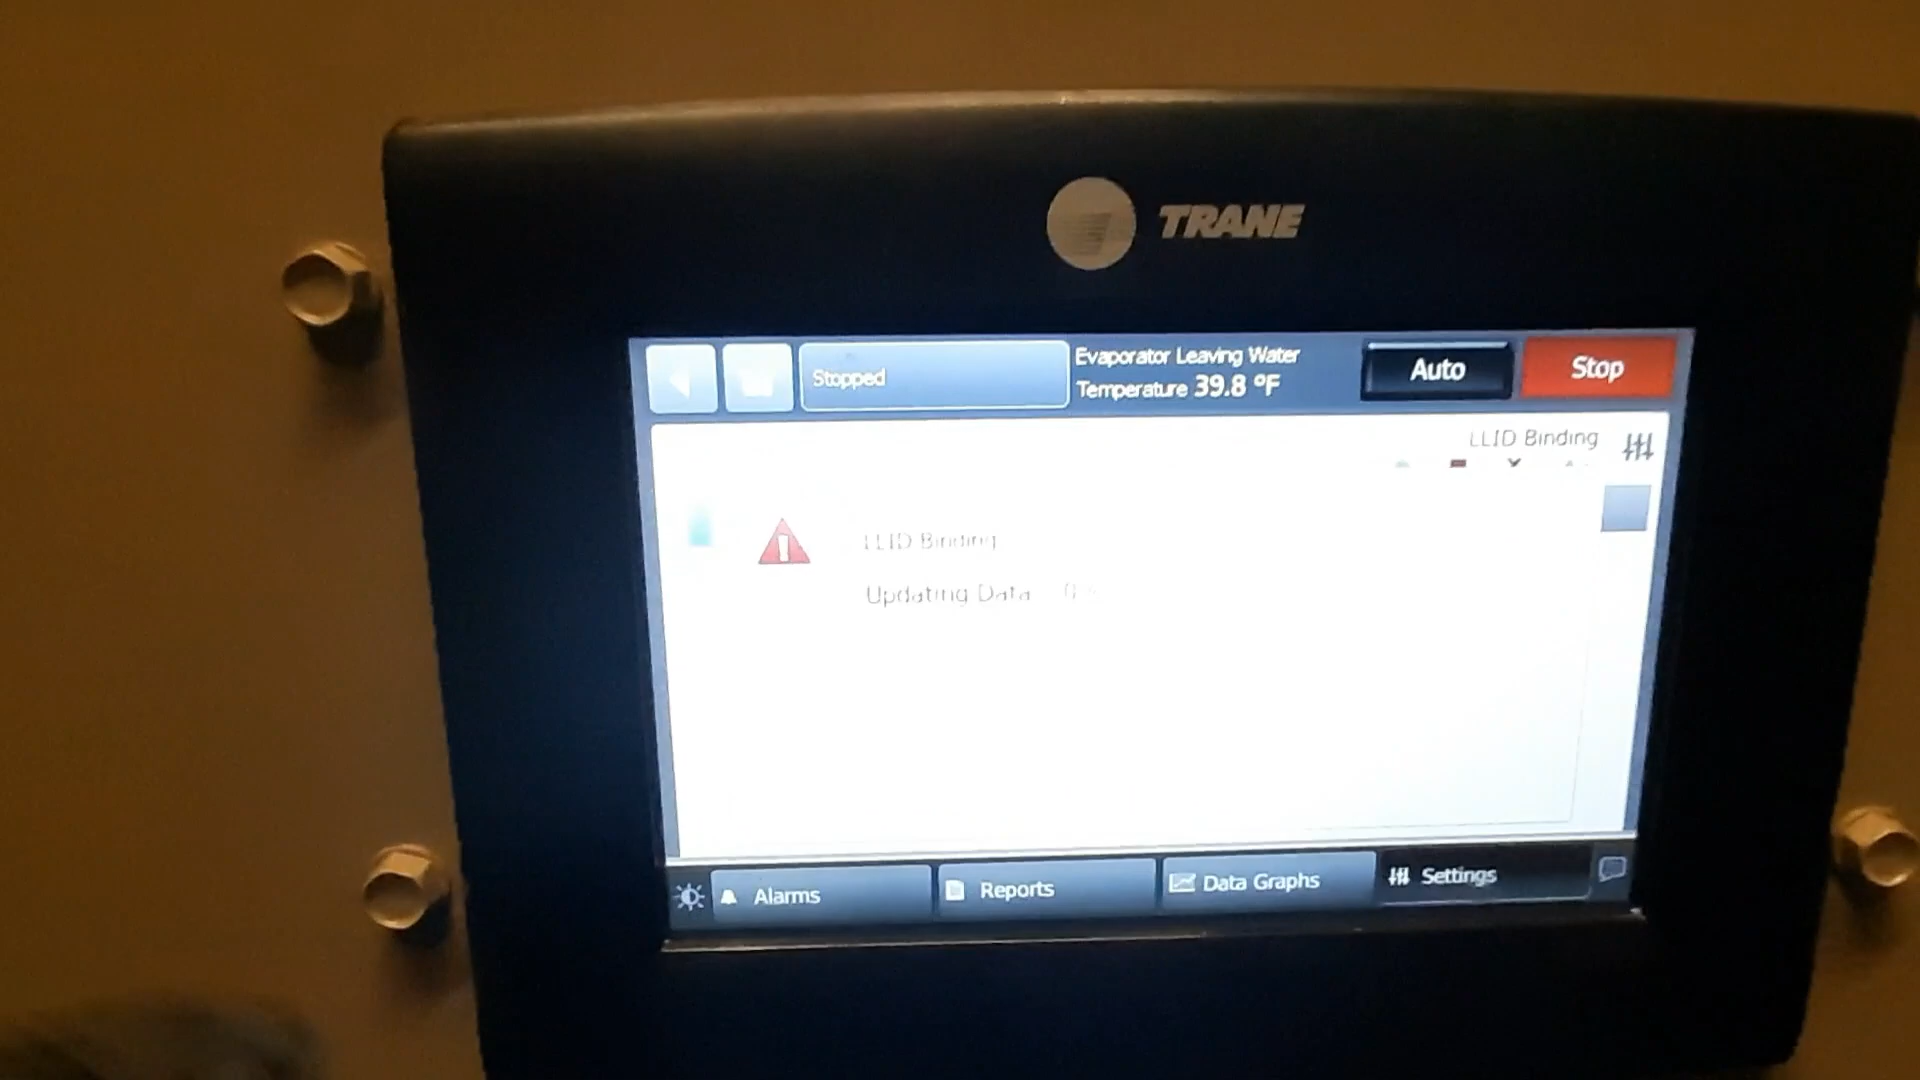 TRANE
Stopped
Evaporator Leaving Water
Temperature 39.8 °F
Auto
Stop
LLID Binding
LLID Binding
Updating Data
Alarms
Reports
Data Graphs
Settings